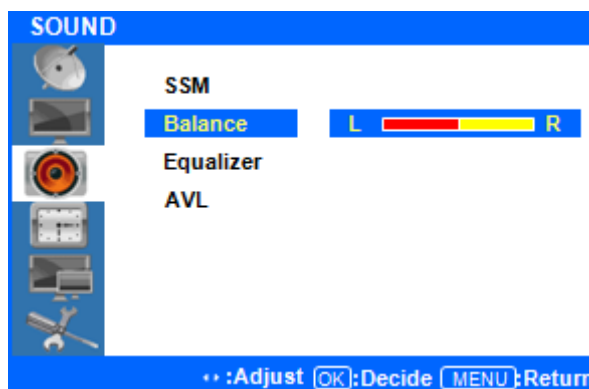 SOUND
SSM
Balance L R
Equalizer
AVL
:Adjust OK:Decide MENU:Return